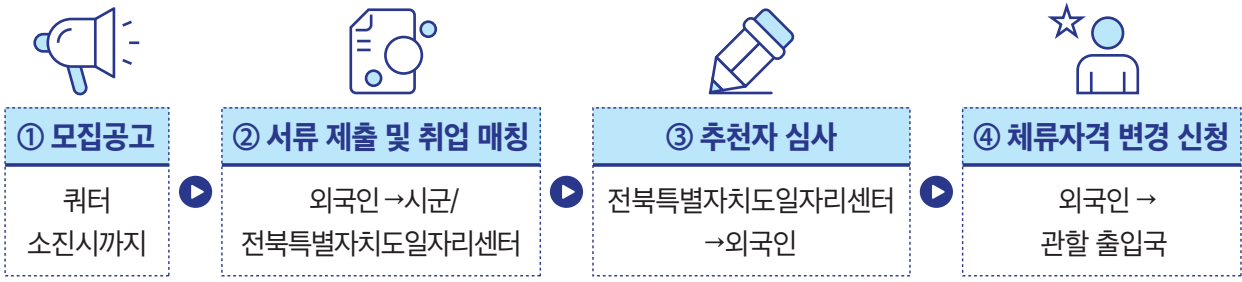 ① 모집공고
쿼터
소진시까지
② 서류 제출 및 취업 매칭
외국인→시군/
전북특별자치도일자리센터
③ 추천자 심사
전북특별자치도일자리센터
→외국인
④ 체류자격 변경 신청
외국인→
관할 출입국